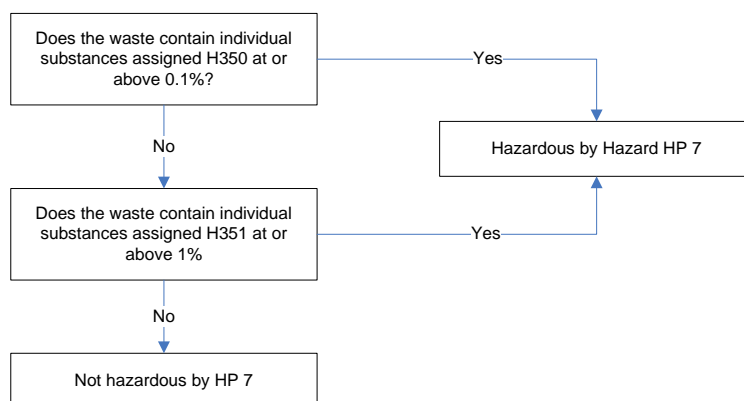 Does the waste contain individual
substances assigned H350 at or
above 0.1%?
Yes
Hazardous by Hazard HP 7
No
Does the waste contain individual
substances assigned H351 at or
above 1%
Yes
No
Not hazardous by HP 7